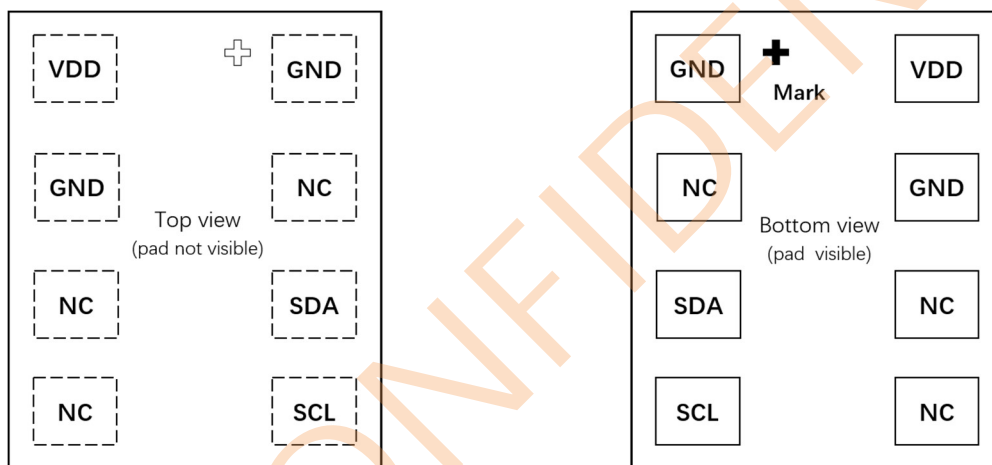 VDD GND
GND NC
Top view
(pad not visible)
NC SDA
NC SCL
GND VDD
Mark
NC GND
Bottom view
(pad visible)
SDA NC
SCL NC
CONFIDEN